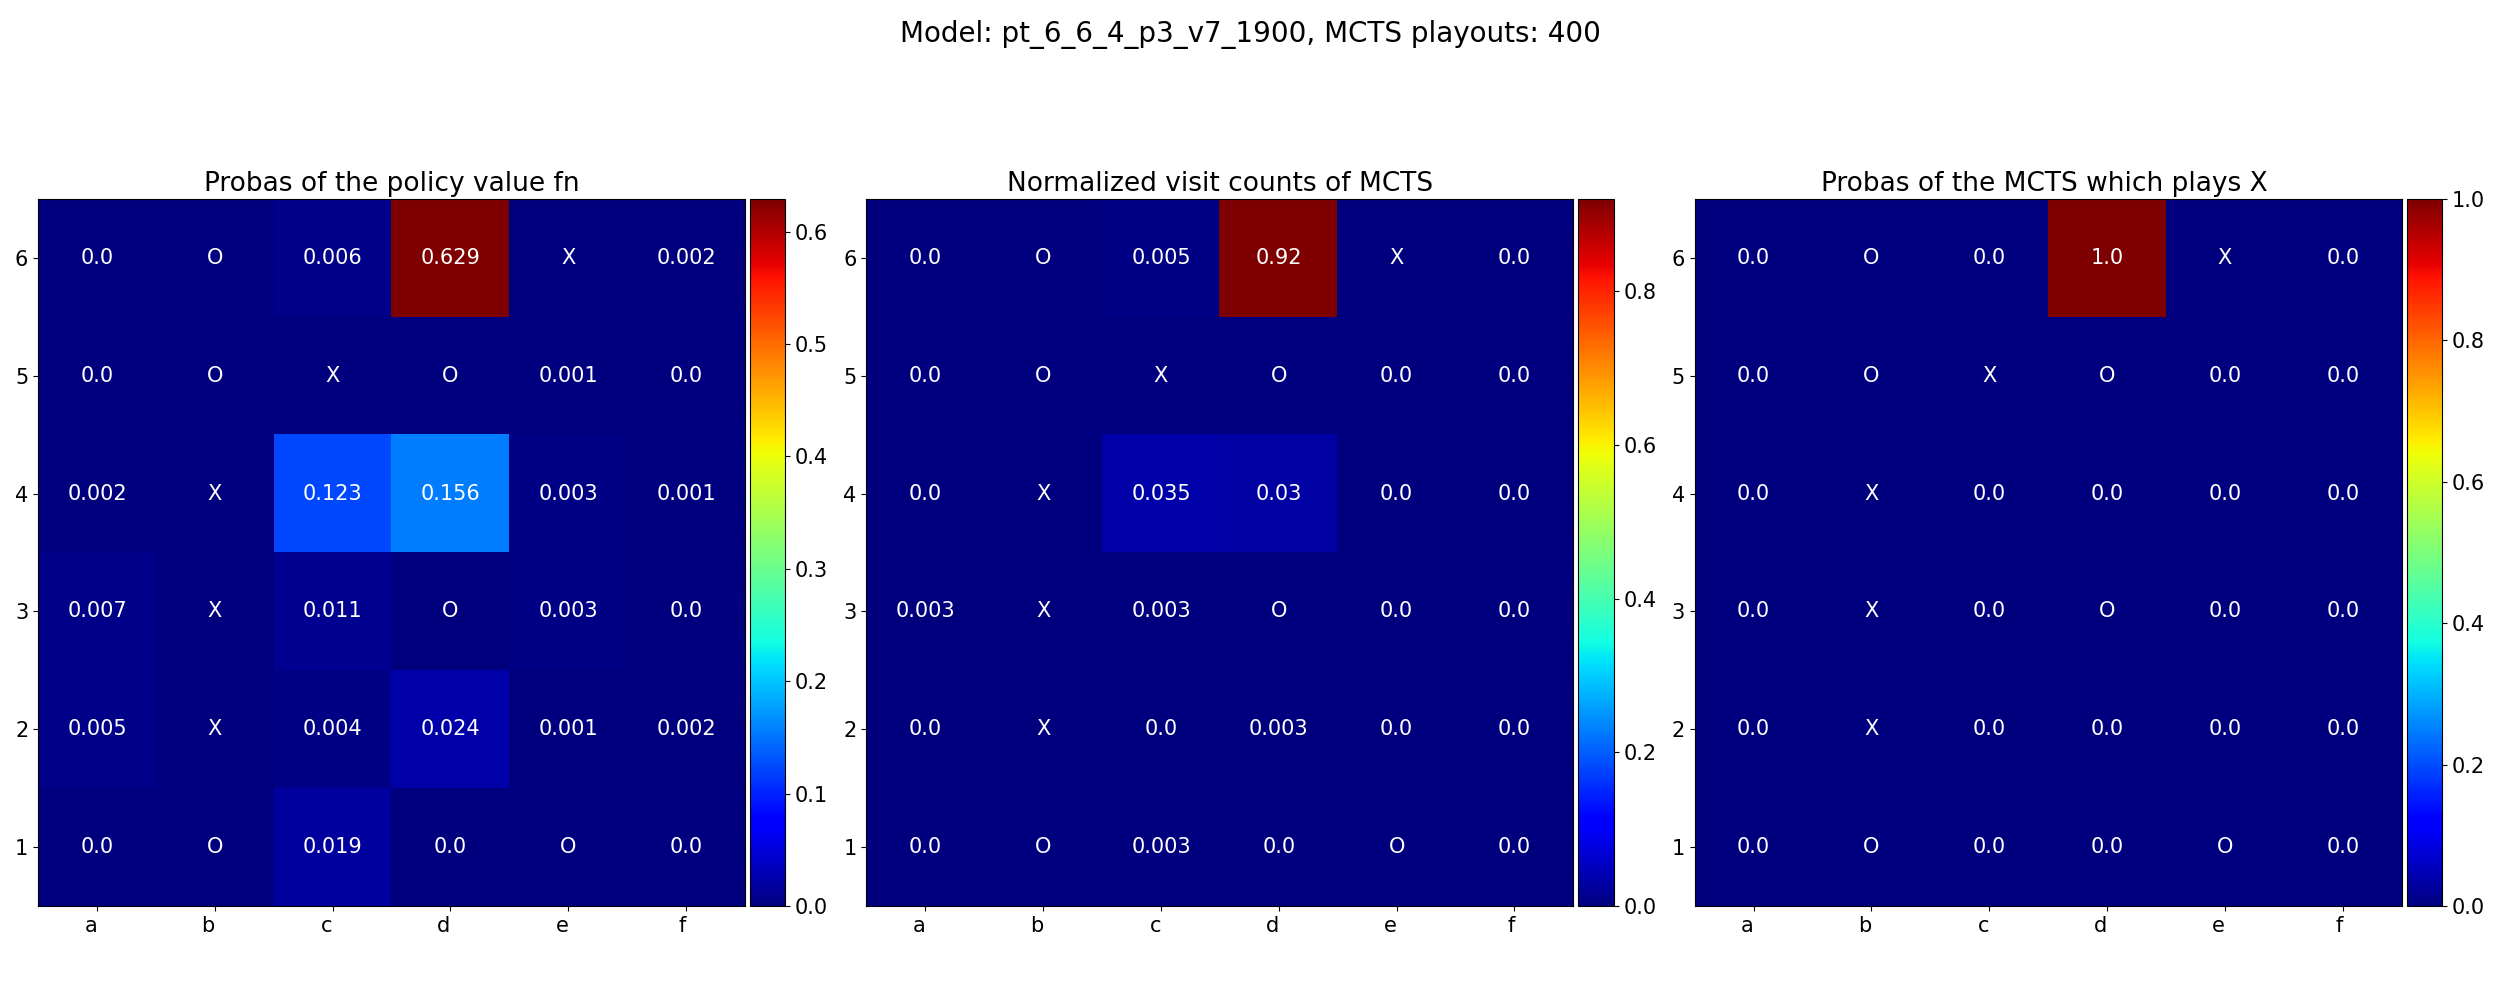 Model: pt_6_6_4_p3_v7_1900, MCTS playouts: 400
Probas of the policy value fn
6 0.0 O 0.006 0.629 X 0.002
5 0.0 O X O 0.001 0.0
4 0.002 X 0.123 0.156 0.003 0.001
3 0.007 X 0.011 O 0.003 0.0
2 0.005 X 0.004 0.024 0.001 0.002
1 0.0 O 0.019 0.0 O 0.0
a b c d e f
0.6
0.5
0.4
0.3
0.2
0.1
0.0
Normalized visit counts of MCTS
6 0.0 O 0.005 0.92 X 0.0
5 0.0 O X O 0.0 0.0
4 0.0 X 0.035 0.03 0.0 0.0
3 0.003 X 0.003 O 0.0 0.0
2 0.0 X 0.0 0.003 0.0 0.0
1 0.0 O 0.003 0.0 O 0.0
a b c d e f
0.8
0.6
0.4
0.2
0.0
Probas of the MCTS which plays X
6 0.0 O 0.0 1.0 X 0.0
5 0.0 O X O 0.0 0.0
4 0.0 X 0.0 0.0 0.0 0.0
3 0.0 X 0.0 O 0.0 0.0
2 0.0 X 0.0 0.0 0.0 0.0
1 0.0 O 0.0 0.0 O 0.0
a b c d e f
1.0
0.8
0.6
0.4
0.2
0.0